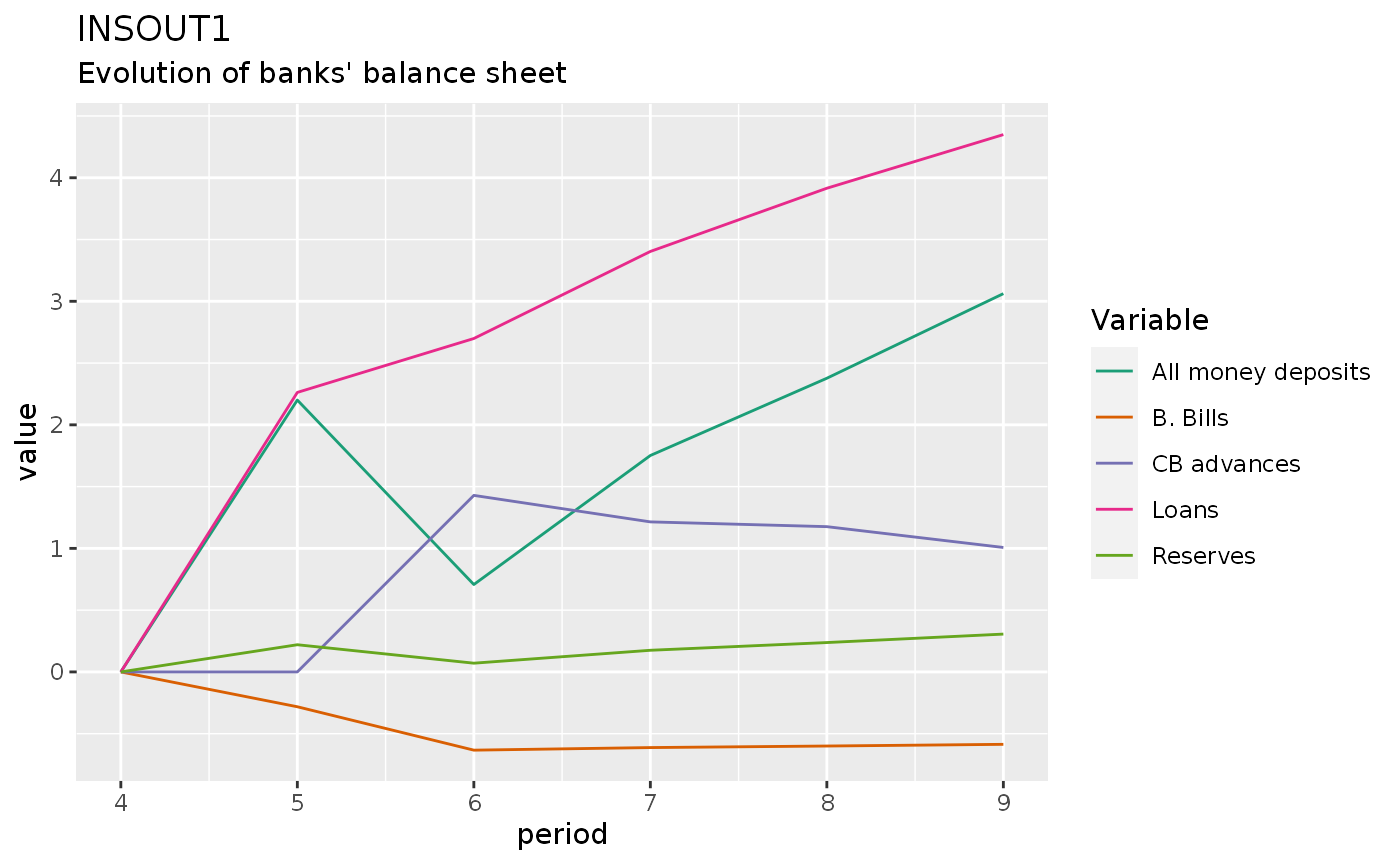 INSOUT1
Evolution of banks' balance sheet
value
4
3
2
1
0
4 5 6 7 8 9
period
Variable
All money deposits
B. Bills
CB advances
Loans
Reserves